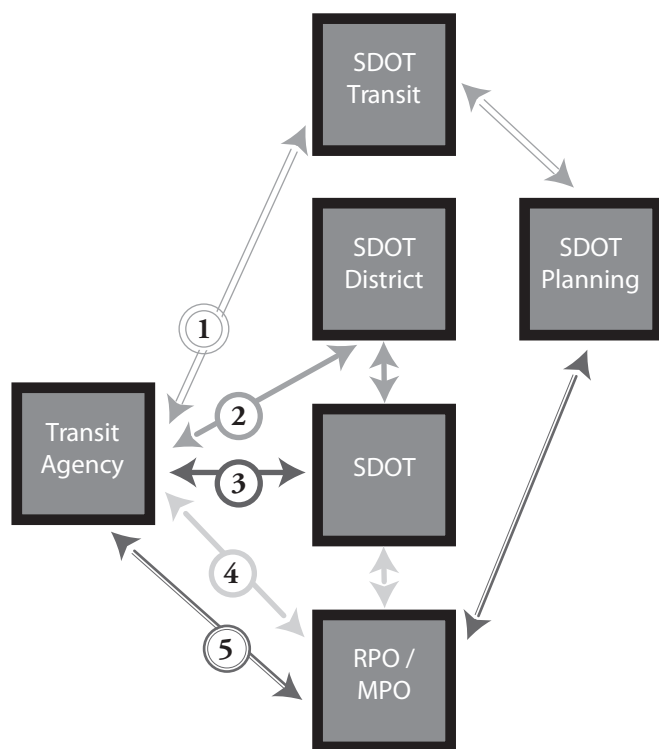 SDOT
Transit
SDOT
District
SDOT
Planning
1
2
Transit
Agency
3
SDOT
4
5
RPO /
MPO